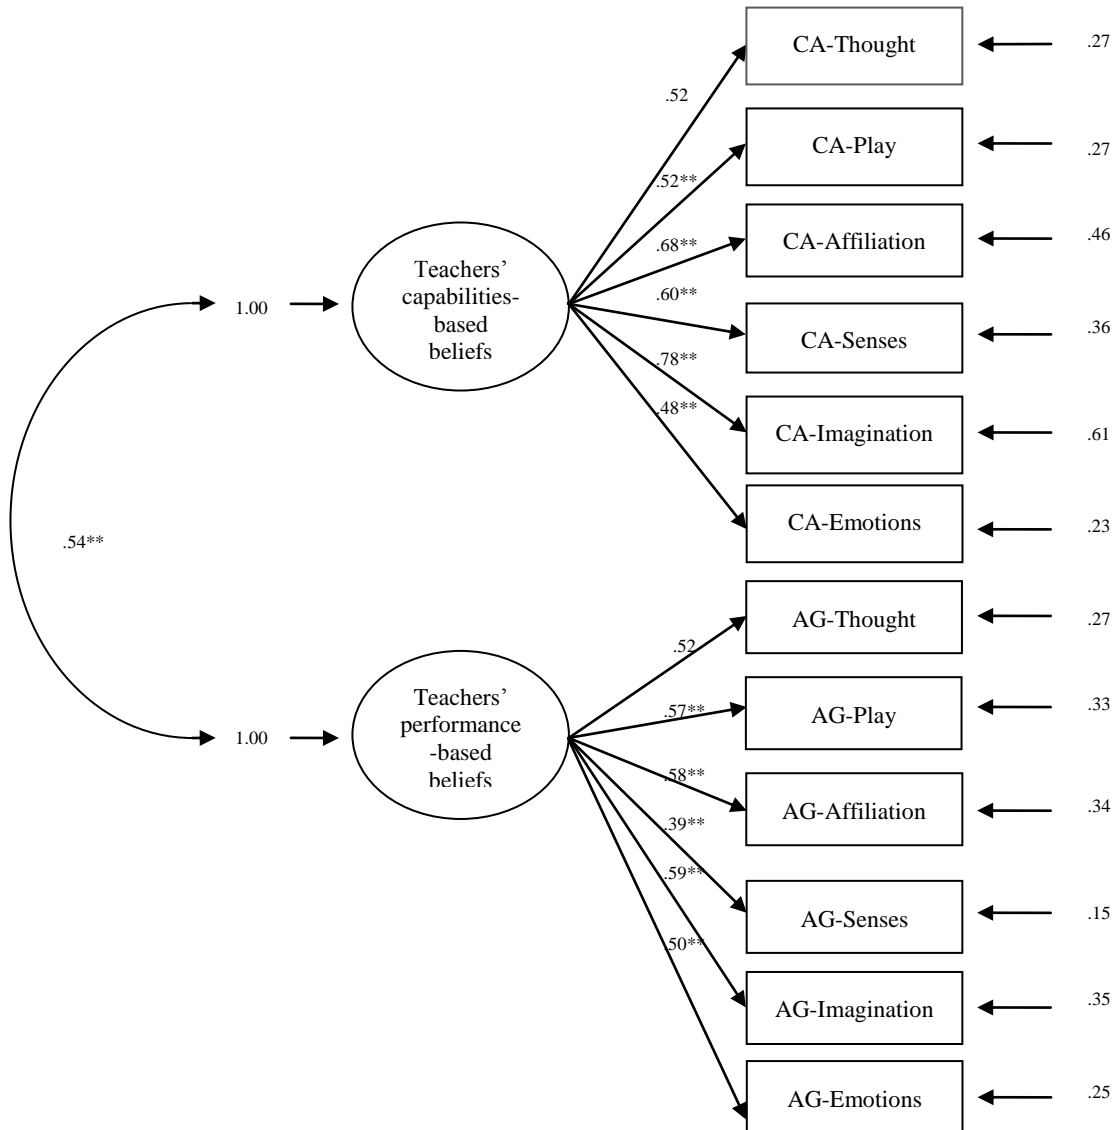 CA-Thought
.27
.52
CA-Play
.27
.52**
CA-Affiliation
.46
.68**
Teachers’
capabilities-
based
beliefs
1.00
.60**
CA-Senses
.36
.78**
.48**
CA-Imagination
.61
CA-Emotions
.23
.54**
AG-Thought
.27
.52
Teachers’
performance
-based
beliefs
1.00
.57**
AG-Play
.33
.58**
AG-Affiliation
.34
.39**
.59**
AG-Senses
.15
.50**
AG-Imagination
.35
AG-Emotions
.25